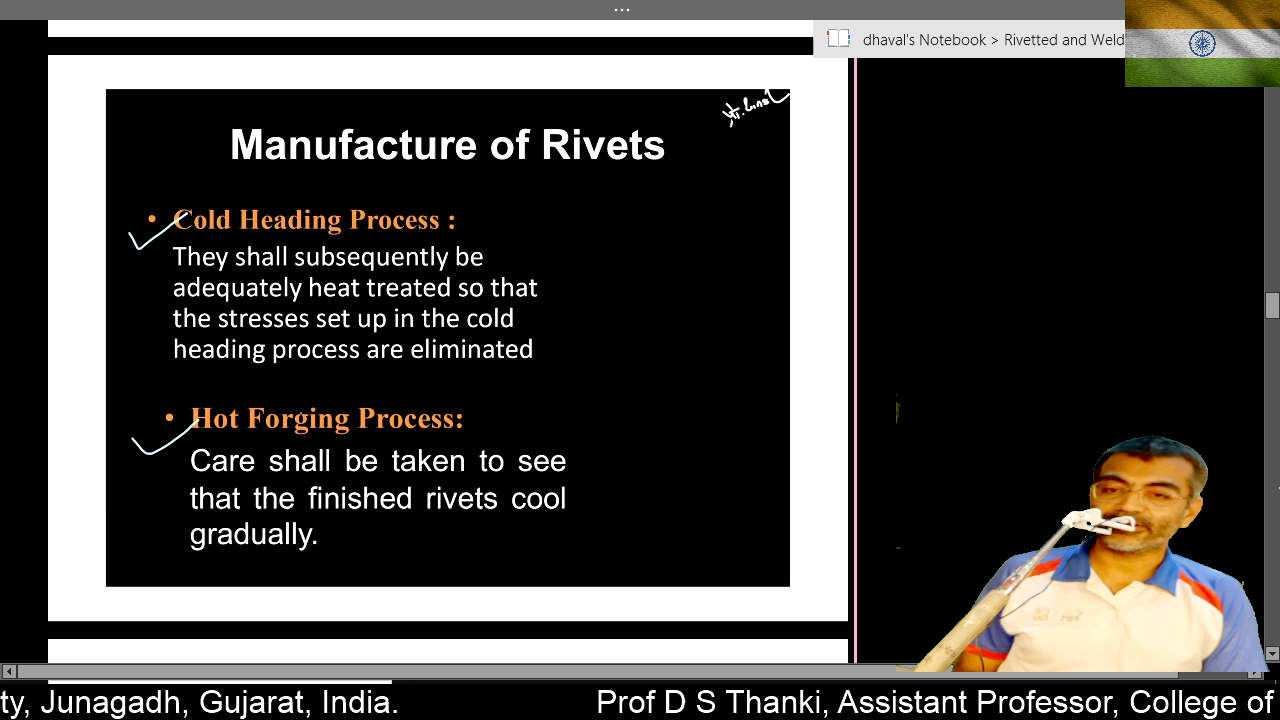 ...
dhaval's Notebook > Rivetted and Weld
Manufacture of Rivets
• Cold Heading Process :
They shall subsequently be
adequately heat treated so that
the stresses set up in the cold
heading process are eliminated
• Hot Forging Process:
Care shall be taken to see
that the finished rivets cool
gradually.
ty, Junagadh, Gujarat, India. Prof D S Thanki, Assistant Professor, College of